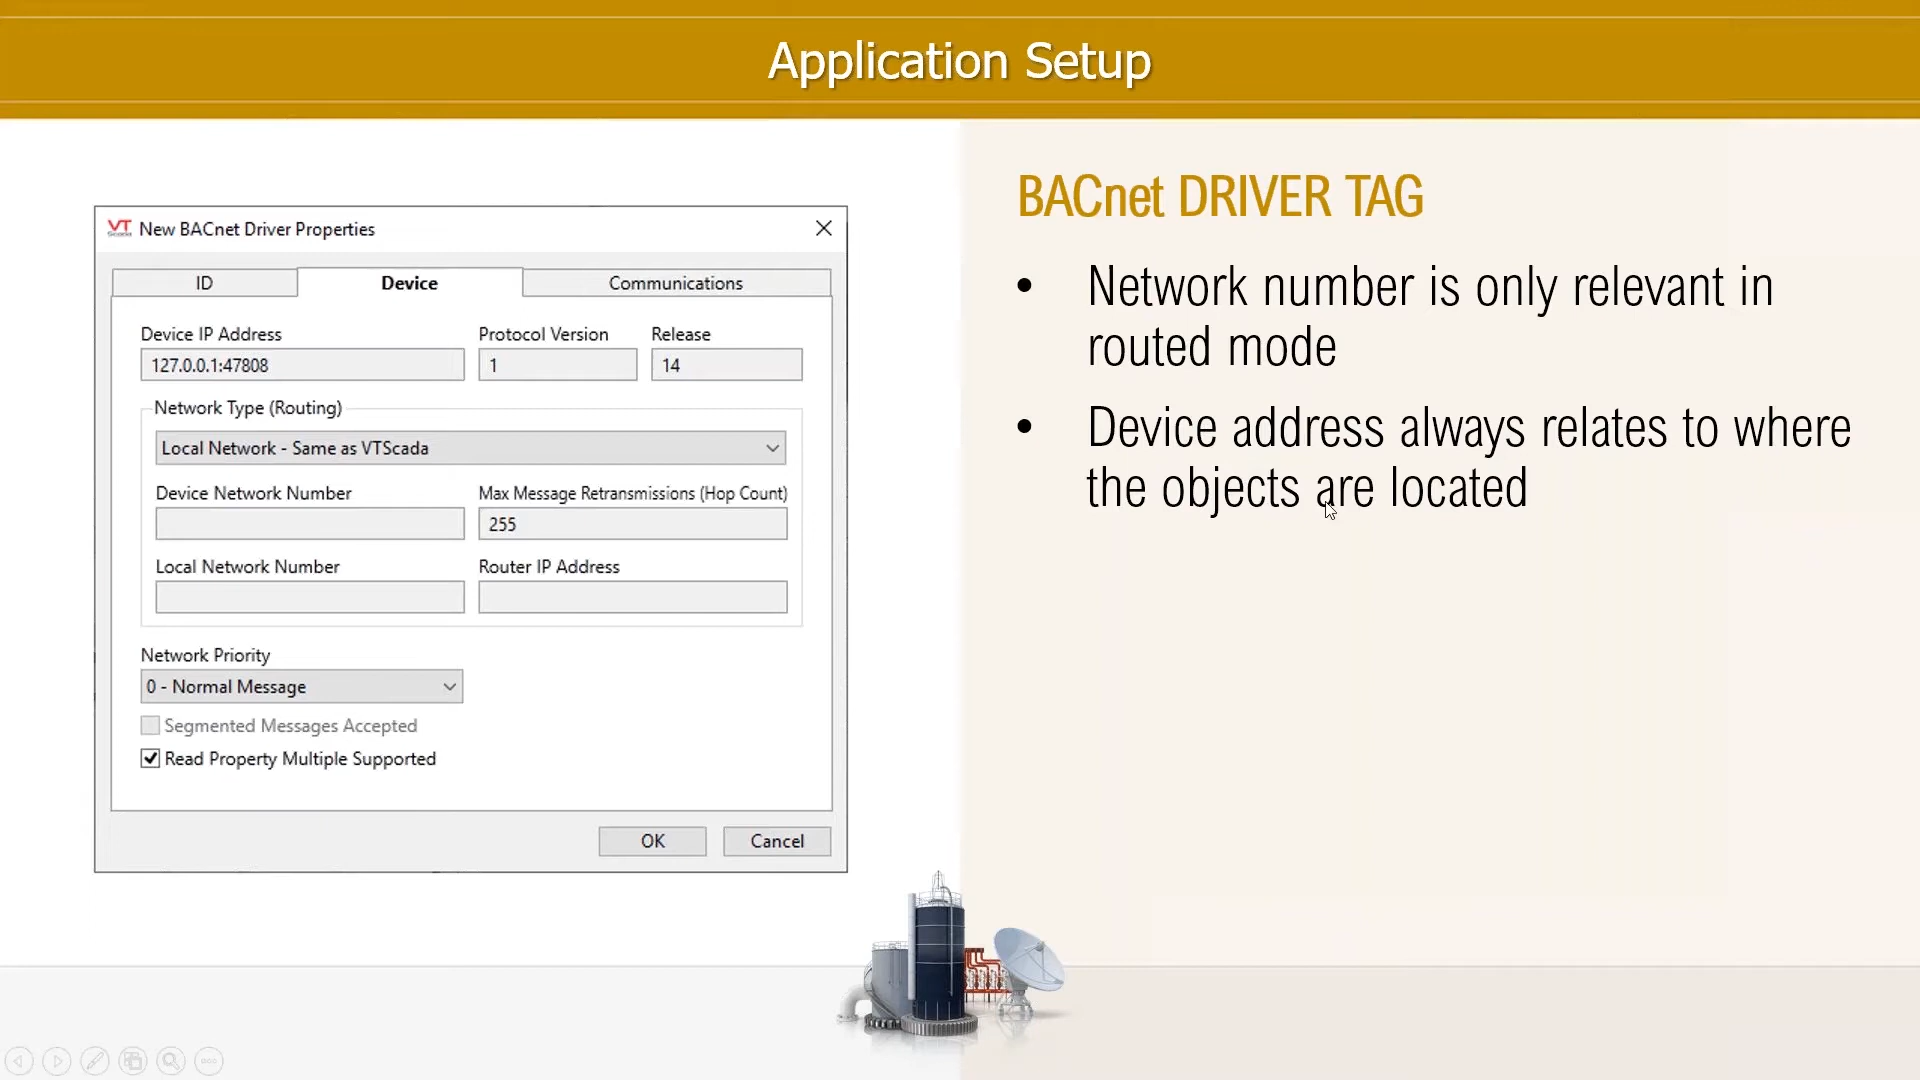 Application Setup
VT
Scada
New BACnet Driver Properties
ID
Device
Communications
Device IP Address
Protocol Version
Release
127.0.0.1:47808
1
14
Network Type (Routing)
Local Network - Same as VTScada
Device Network Number
Max Message Retransmissions (Hop Count)
255
Local Network Number
Router IP Address
Network Priority
0 - Normal Message
Segmented Messages Accepted
Read Property Multiple Supported
OK
Cancel
BACnet DRIVER TAG
• Network number is only relevant in
routed mode
• Device address always relates to where
the objects are located